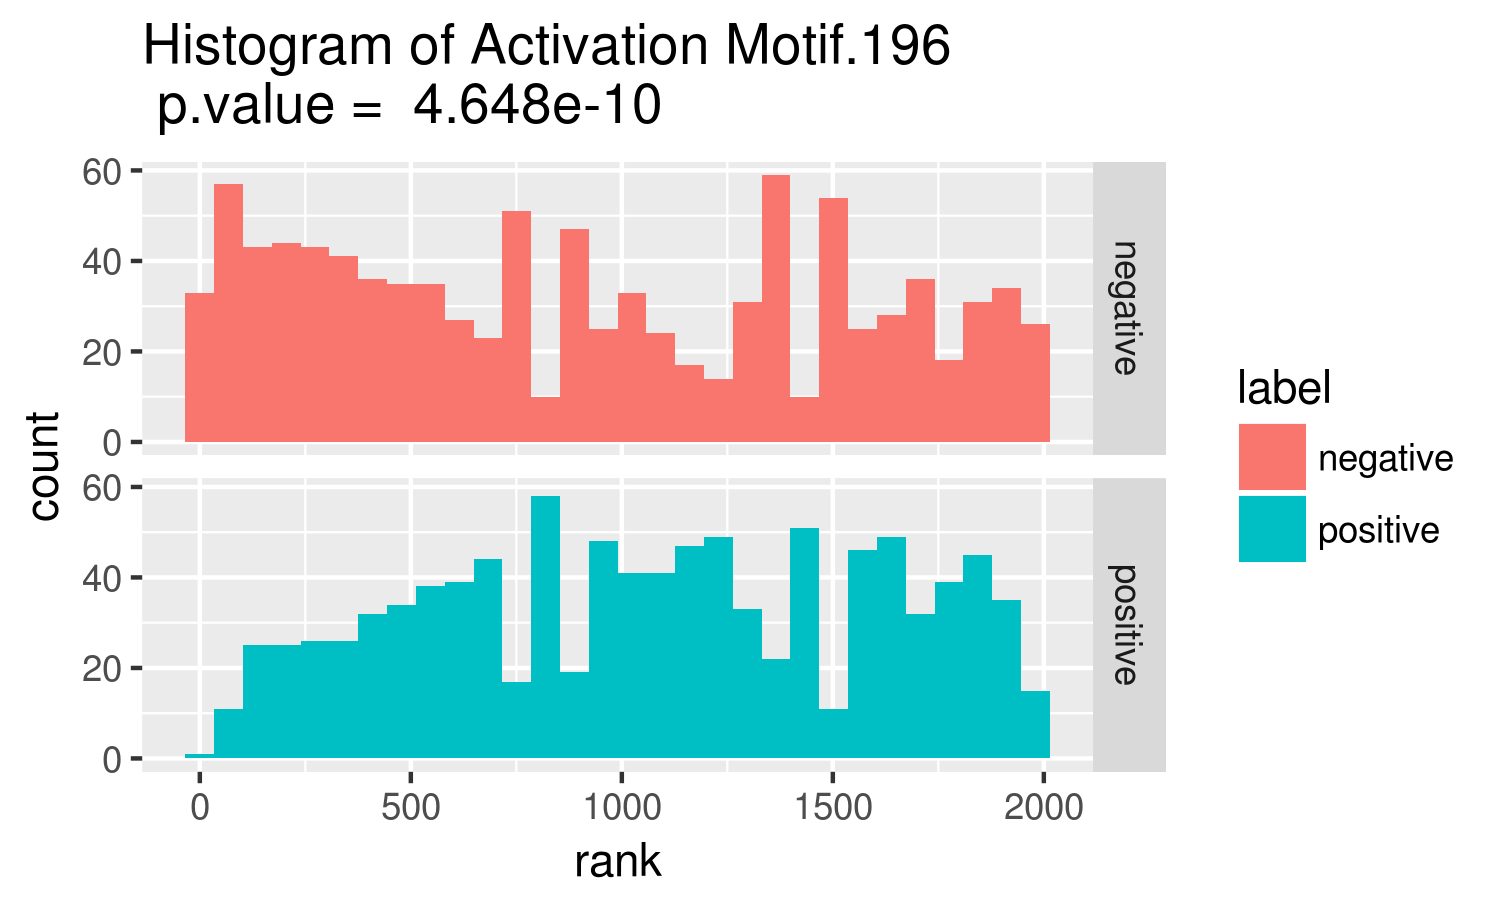 Histogram of Activation Motif.196
p.value = 4.648e-10
60
40
20
0
negative
60
40
20
0
positive
0 500 1000 1500 2000
rank
count
label
negative
positive